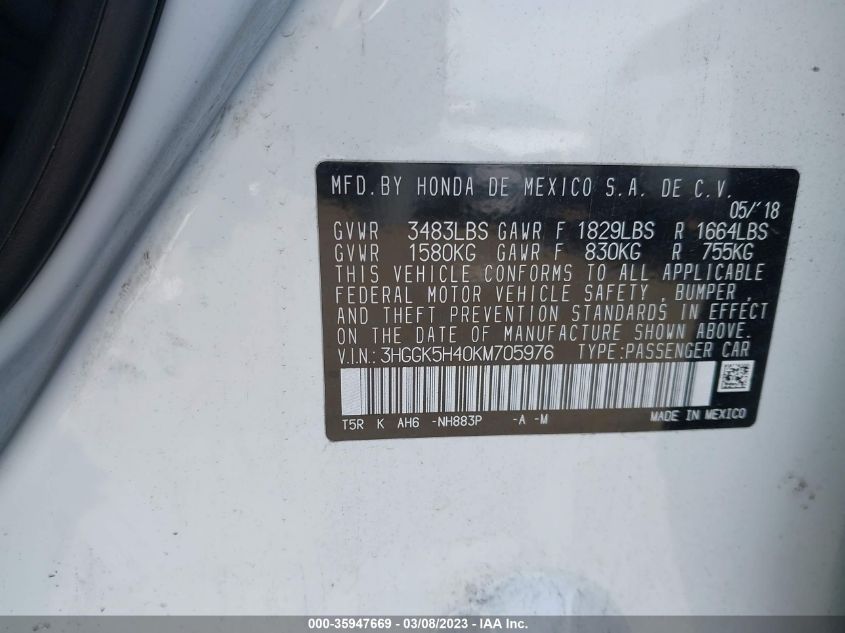 MFD.BY HONDA DE MEXICO S.A. DE C.V.
05/'18
GVWR 3483LBS GAWR F 1829LBS R 1664LBS
GVWR 1580KG GAWR F 830KG R 755KG
THIS VEHICLE CONFORMS TO ALL APPLICABLE
FEDERAL MOTOR VEHICLE SAFETY , BUMPER ,
AND THEFT PREVENTION STANDARDS IN EFFECT
ON THE DATE OF MANUFACTURE SHOWN ABOVE.
V.I.N.: 3HGGK5H40KM705976 TYPE:PASSENGER CAR
T5R K AH6 -NH883P -A -M MADE IN MEXICO
000-35947669 — 03/08/2023 — IAA Inc.